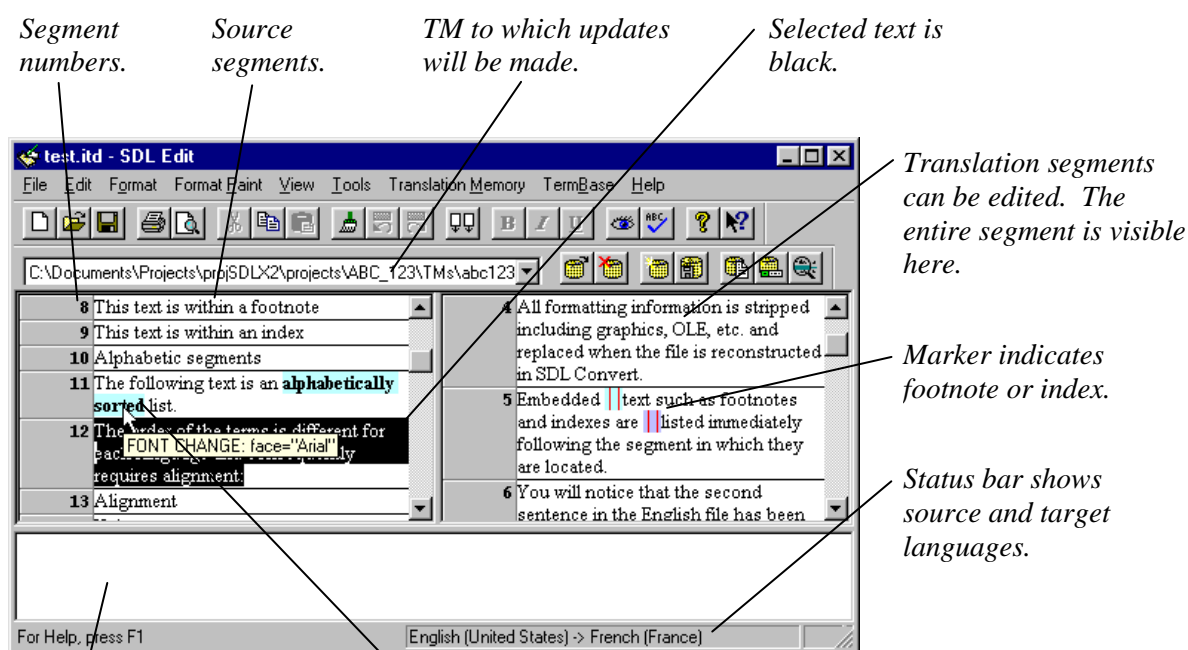 Segment
numbers.
Source
segments.
TM to which updates
will be made.
Selected text is
black.
test.itd - SDL Edit
File Edit Format Format Paint View Tools Translation Memory TermBase Help
B I U ABC ? ?
C:\Documents\Projects\projSDLX2\projects\ABC_123\TMs\abc123
8 This text is within a footnote
9 This text is within an index
10 Alphabetic segments
11 The following text is an alphabetically
sorted list.
12 The order of the terms is different for
each
requires alignment:
FONT CHANGE: face="Arial"
13 Alignment
4 All formatting information is stripped
including graphics, OLE, etc. and
replaced when the file is reconstructed
in SDL Convert.
5 Embedded text such as footnotes
and indexes are listed immediately
following the segment in which they
are located.
6 You will notice that the second
sentence in the English file has been
Translation segments
can be edited. The
entire segment is visible
here.
Marker indicates
footnote or index.
Status bar shows
source and target
languages.
For Help, press F1
English (United States) -> French (France)